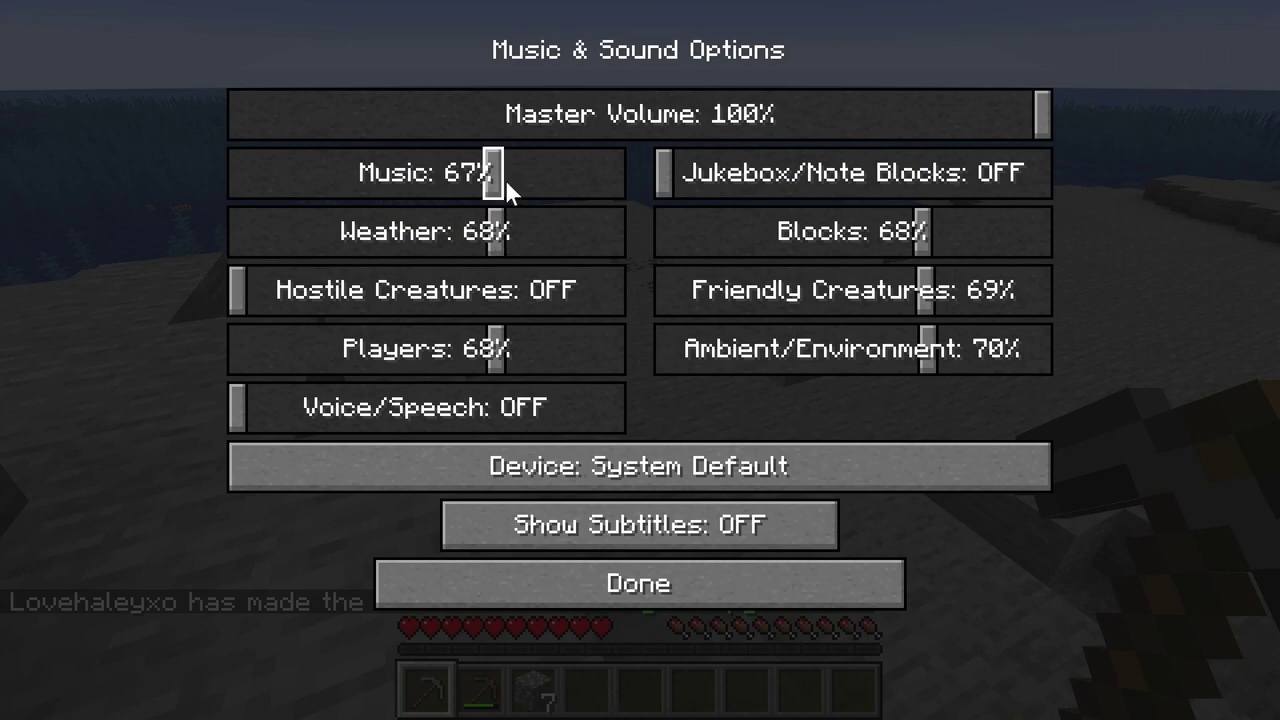 Music & Sound Options
Master Volume: 100%
Music: 67%
Jukebox/Note Blocks: OFF
Weather: 68%
Blocks: 68%
Hostile Creatures: OFF
Friendly Creatures: 69%
Players: 68%
Ambient/Environment: 70%
Voice/Speech: OFF
Device: System Default
Show Subtitles: OFF
Done
Lovehaleyxo has made the
7